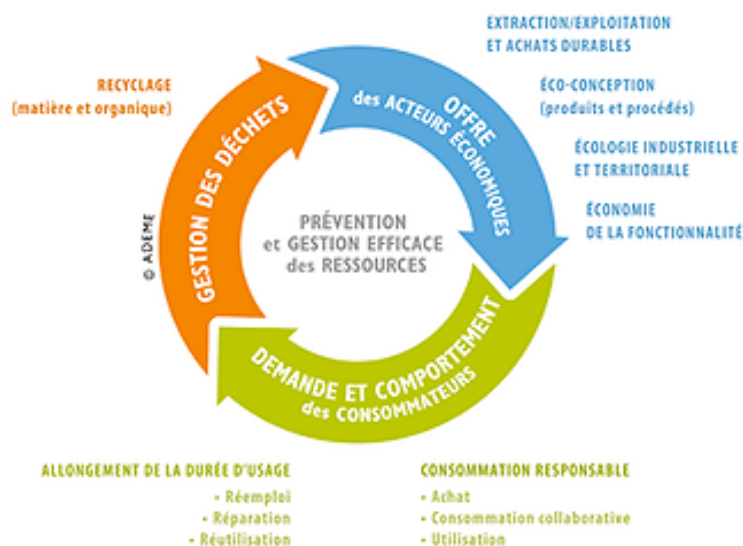 EXTRACTION/EXPLOITATION
ET ACHATS DURABLES
RECYCLAGE
(matière et organique)
ÉCO-CONCEPTION
(produits et procédés)
ÉCOLOGIE INDUSTRIELLE
ET TERRITORIALE
ÉCONOMIE
DE LA FONCTIONNALITÉ
OFFRE
des ACTEURS ÉCONOMIQUES
GESTION DES DÉCHETS
PRÉVENTION
et GESTION EFFICACE
des RESSOURCES
© ADEME
DEMANDE ET COMPORTEMENT
des CONSOMMATEURS
ALLONGEMENT DE LA DURÉE D'USAGE
- Réemploi
- Réparation
- Réutilisation
CONSOMMATION RESPONSABLE
- Achat
- Consommation collaborative
- Utilisation